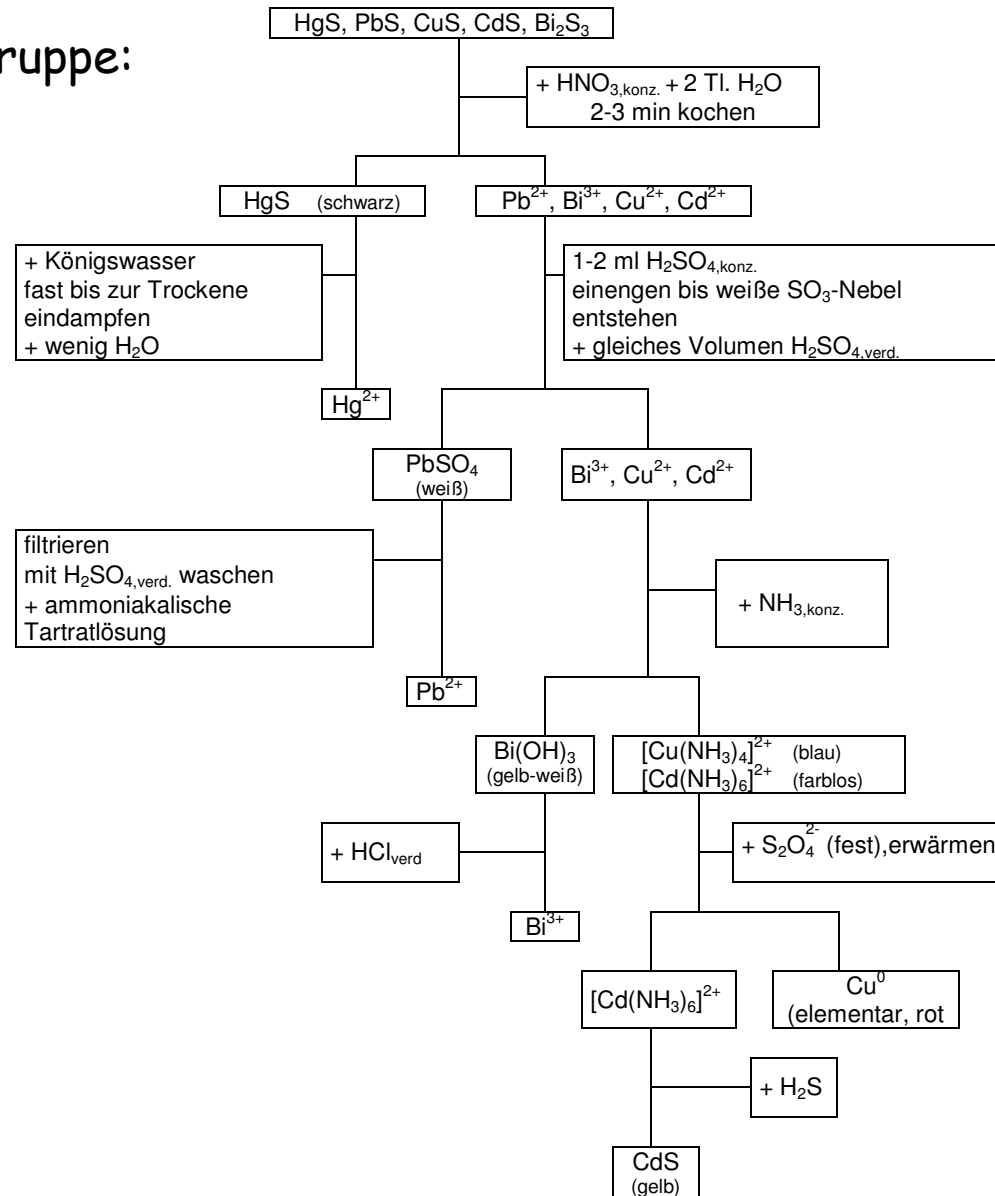 HgS, PbS, CuS, CdS, Bi₂S₃
ruppe:
+ HNO₃,konz. + 2 Tl. H₂O
2-3 min kochen
HgS (schwarz)
Pb²⁺, Bi³⁺, Cu²⁺, Cd²⁺
+ Königswasser
fast bis zur Trockene
eindampfen
+ wenig H₂O
1-2 ml H₂SO₄,konz.
einengen bis weiße SO₃-Nebel
entstehen
+ gleiches Volumen H₂SO₄,verd.
Hg²⁺
PbSO₄
(weiß)
Bi³⁺, Cu²⁺, Cd²⁺
filtrieren
mit H₂SO₄,verd. waschen
+ ammoniakalische
Tartratlösung
+ NH₃,konz.
Pb²⁺
Bi(OH)₃
(gelb-weiß)
[Cu(NH₃)₄]²⁺ (blau)
[Cd(NH₃)₆]²⁺ (farblos)
+ HCl verd
+ S₂O₄²⁻ (fest),erwärmen
Bi³⁺
[Cd(NH₃)₆]²⁺
Cu⁰
(elementar, rot
+ H₂S
CdS
(gelb)